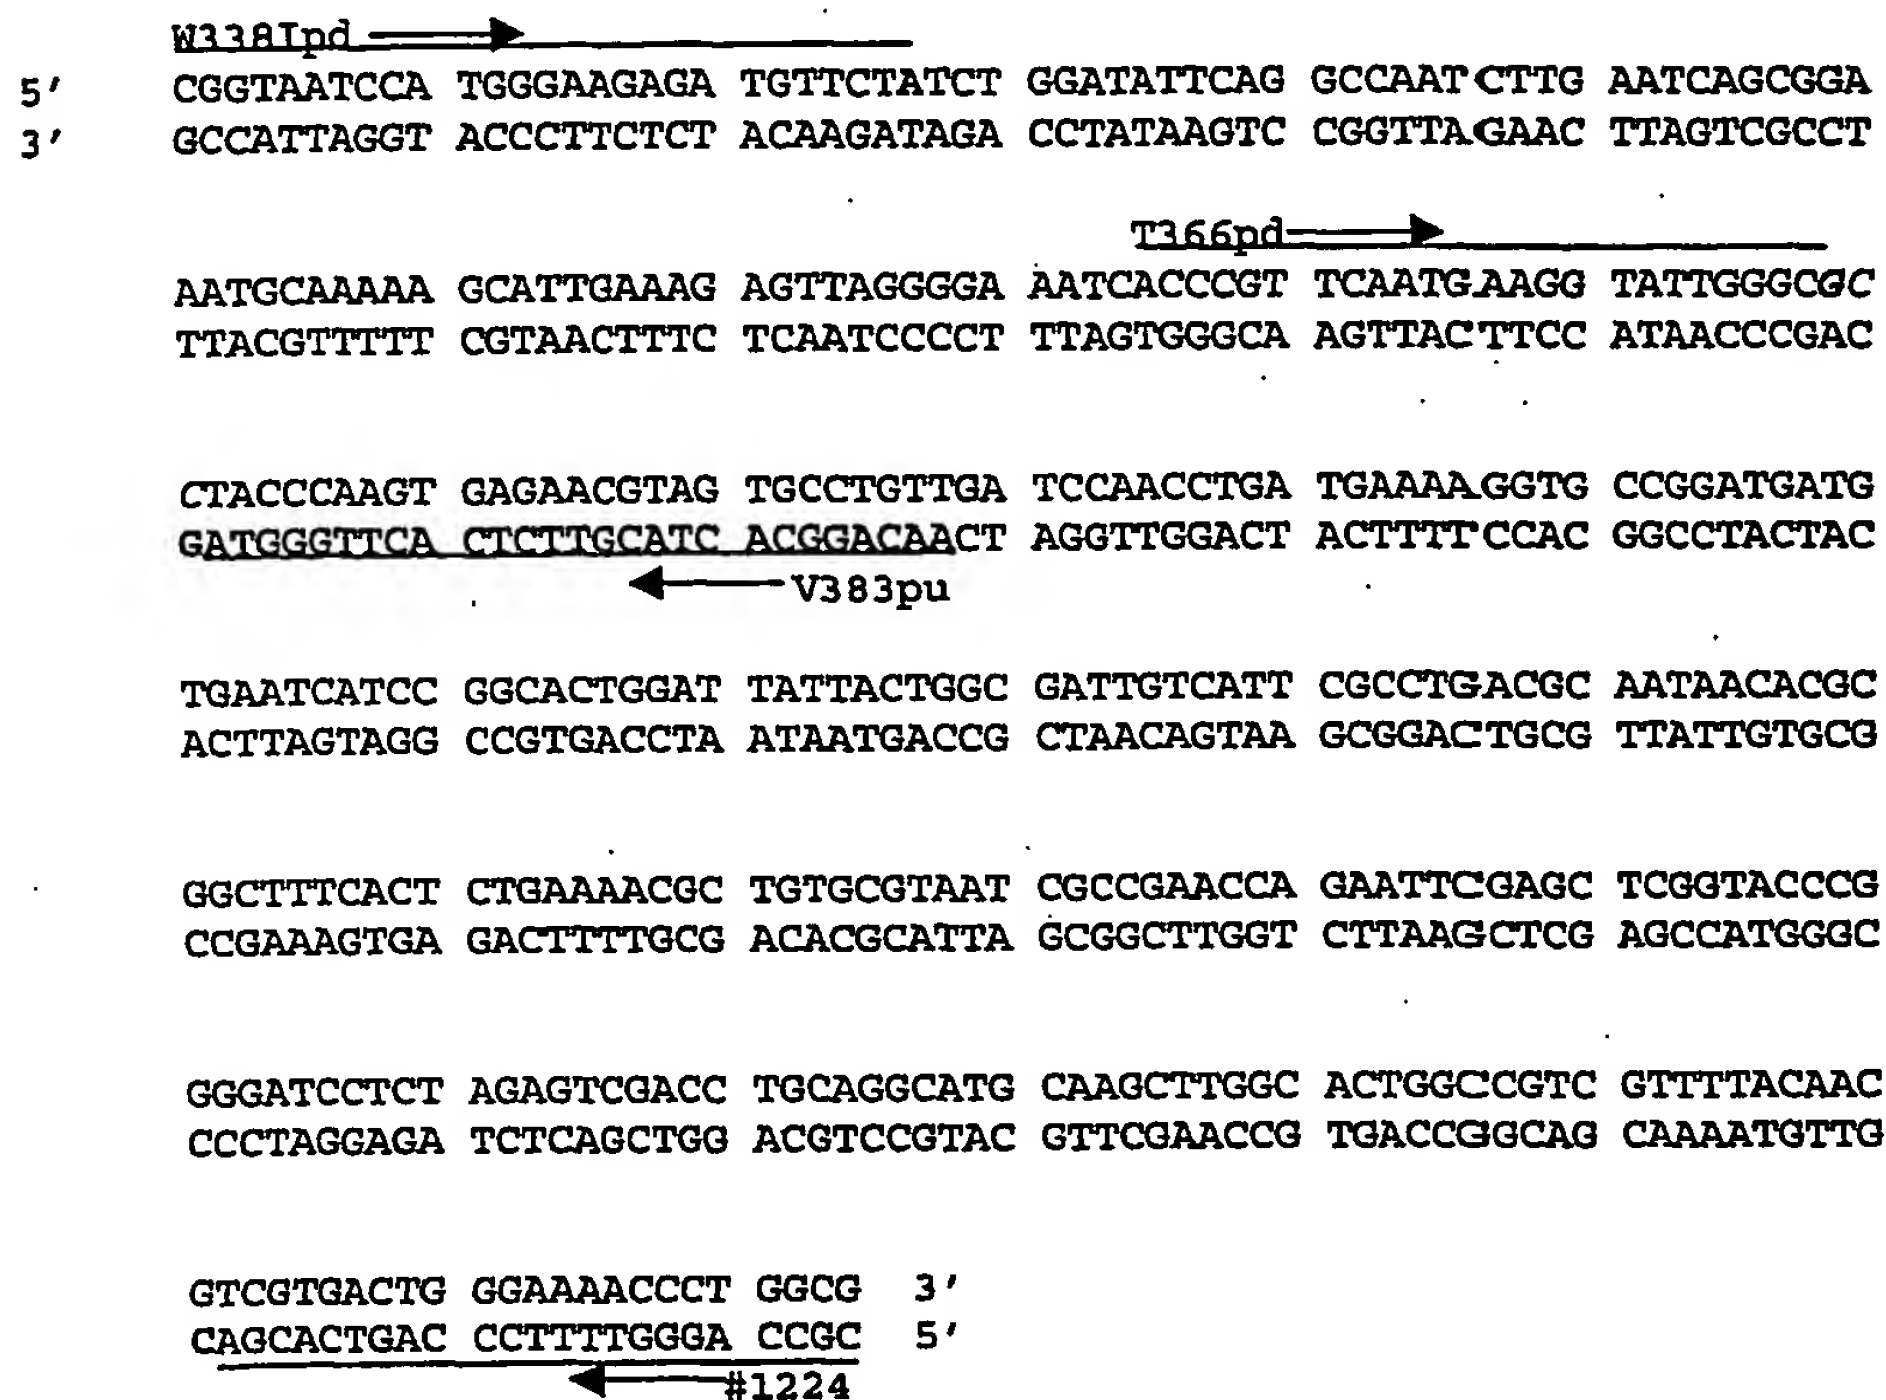 W338Ipd
5' CGGTAATCCA TGGGAAGAGA TGTTCTATCT GGATATTCAG GCCAATCTTG AATCAGCGGA
3' GCCATTAGGT ACCCTTCTCT ACAAGATAGA CCTATAAGTC CGGTTAGAAC TTAGTCGCCT
T366pd
AATGCAAAAA GCATTGAAAG AGTTAGGGGA AATCACCCGT TCAATGAAGG TATTGGGCGC
TTACGTTTTT CGTAACTTTC TCAATCCCCT TTAGTGGGCA AGTTACTTCC ATAACCCGAC
CTACCCAAGT GAGAACGTAG TGCCTGTTGA TCCAACCTGA TGAAAAGGTG CCGGATGATG
GATGGGTTCA CTCTTGCATC ACGGACAACT AGGTTGGACT ACTTTTCCAC GGCCTACTAC
V383pu
TGAATCATCC GGCACTGGAT TATTACTGGC GATTGTCATT CGCCTGACGC AATAACACGC
ACTTAGTAGG CCGTGACCTA ATAATGACCG CTAACAGTAA GCGGACTGCG TTATTGTGCG
GGCTTTCACT CTGAAAACGC TGTGCGTAAT CGCCGAACCA GAATTCGAGC TCGGTACCCG
CCGAAAGTGA GACTTTTGCG ACACGCATTA GCGGCTTGGT CTTAAGCTCG AGCCATGGGC
GGGATCCTCT AGAGTCGACC TGCAGGCATG CAAGCTTGGC ACTGGCCGTC GTTTTACAAC
CCCTAGGAGA TCTCAGCTGG ACGTCCGTAC GTTCGAACCG TGACCGGCAG CAAAATGTTG
GTCGTGACTG GGAAAACCCT GGCG 3'
CAGCACTGAC CCTTTTGGGA CCGC 5'
#1224